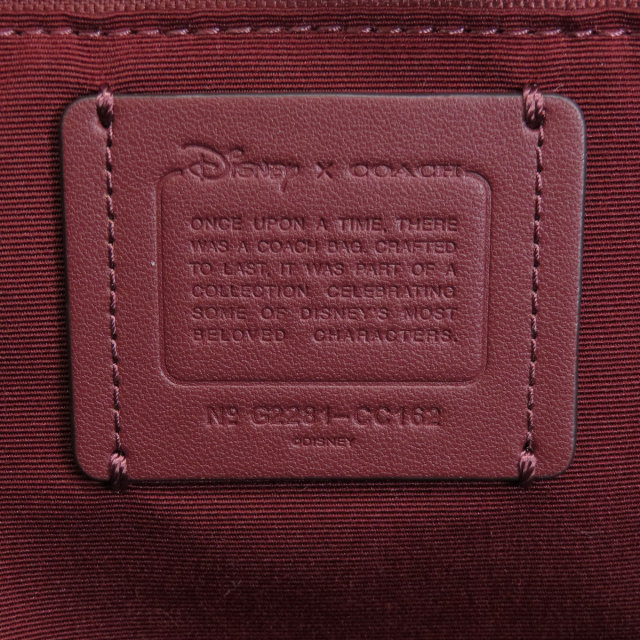 Disney X COACH
ONCE UPON A TIME, THERE
WAS A COACH BAG, CRAFTED
TO LAST. IT WAS PART OF A
COLLECTION CELEBRATING
SOME OF DISNEY'S MOST
BELOVED CHARACTERS.
Nº C2281-CC162
©DISNEY